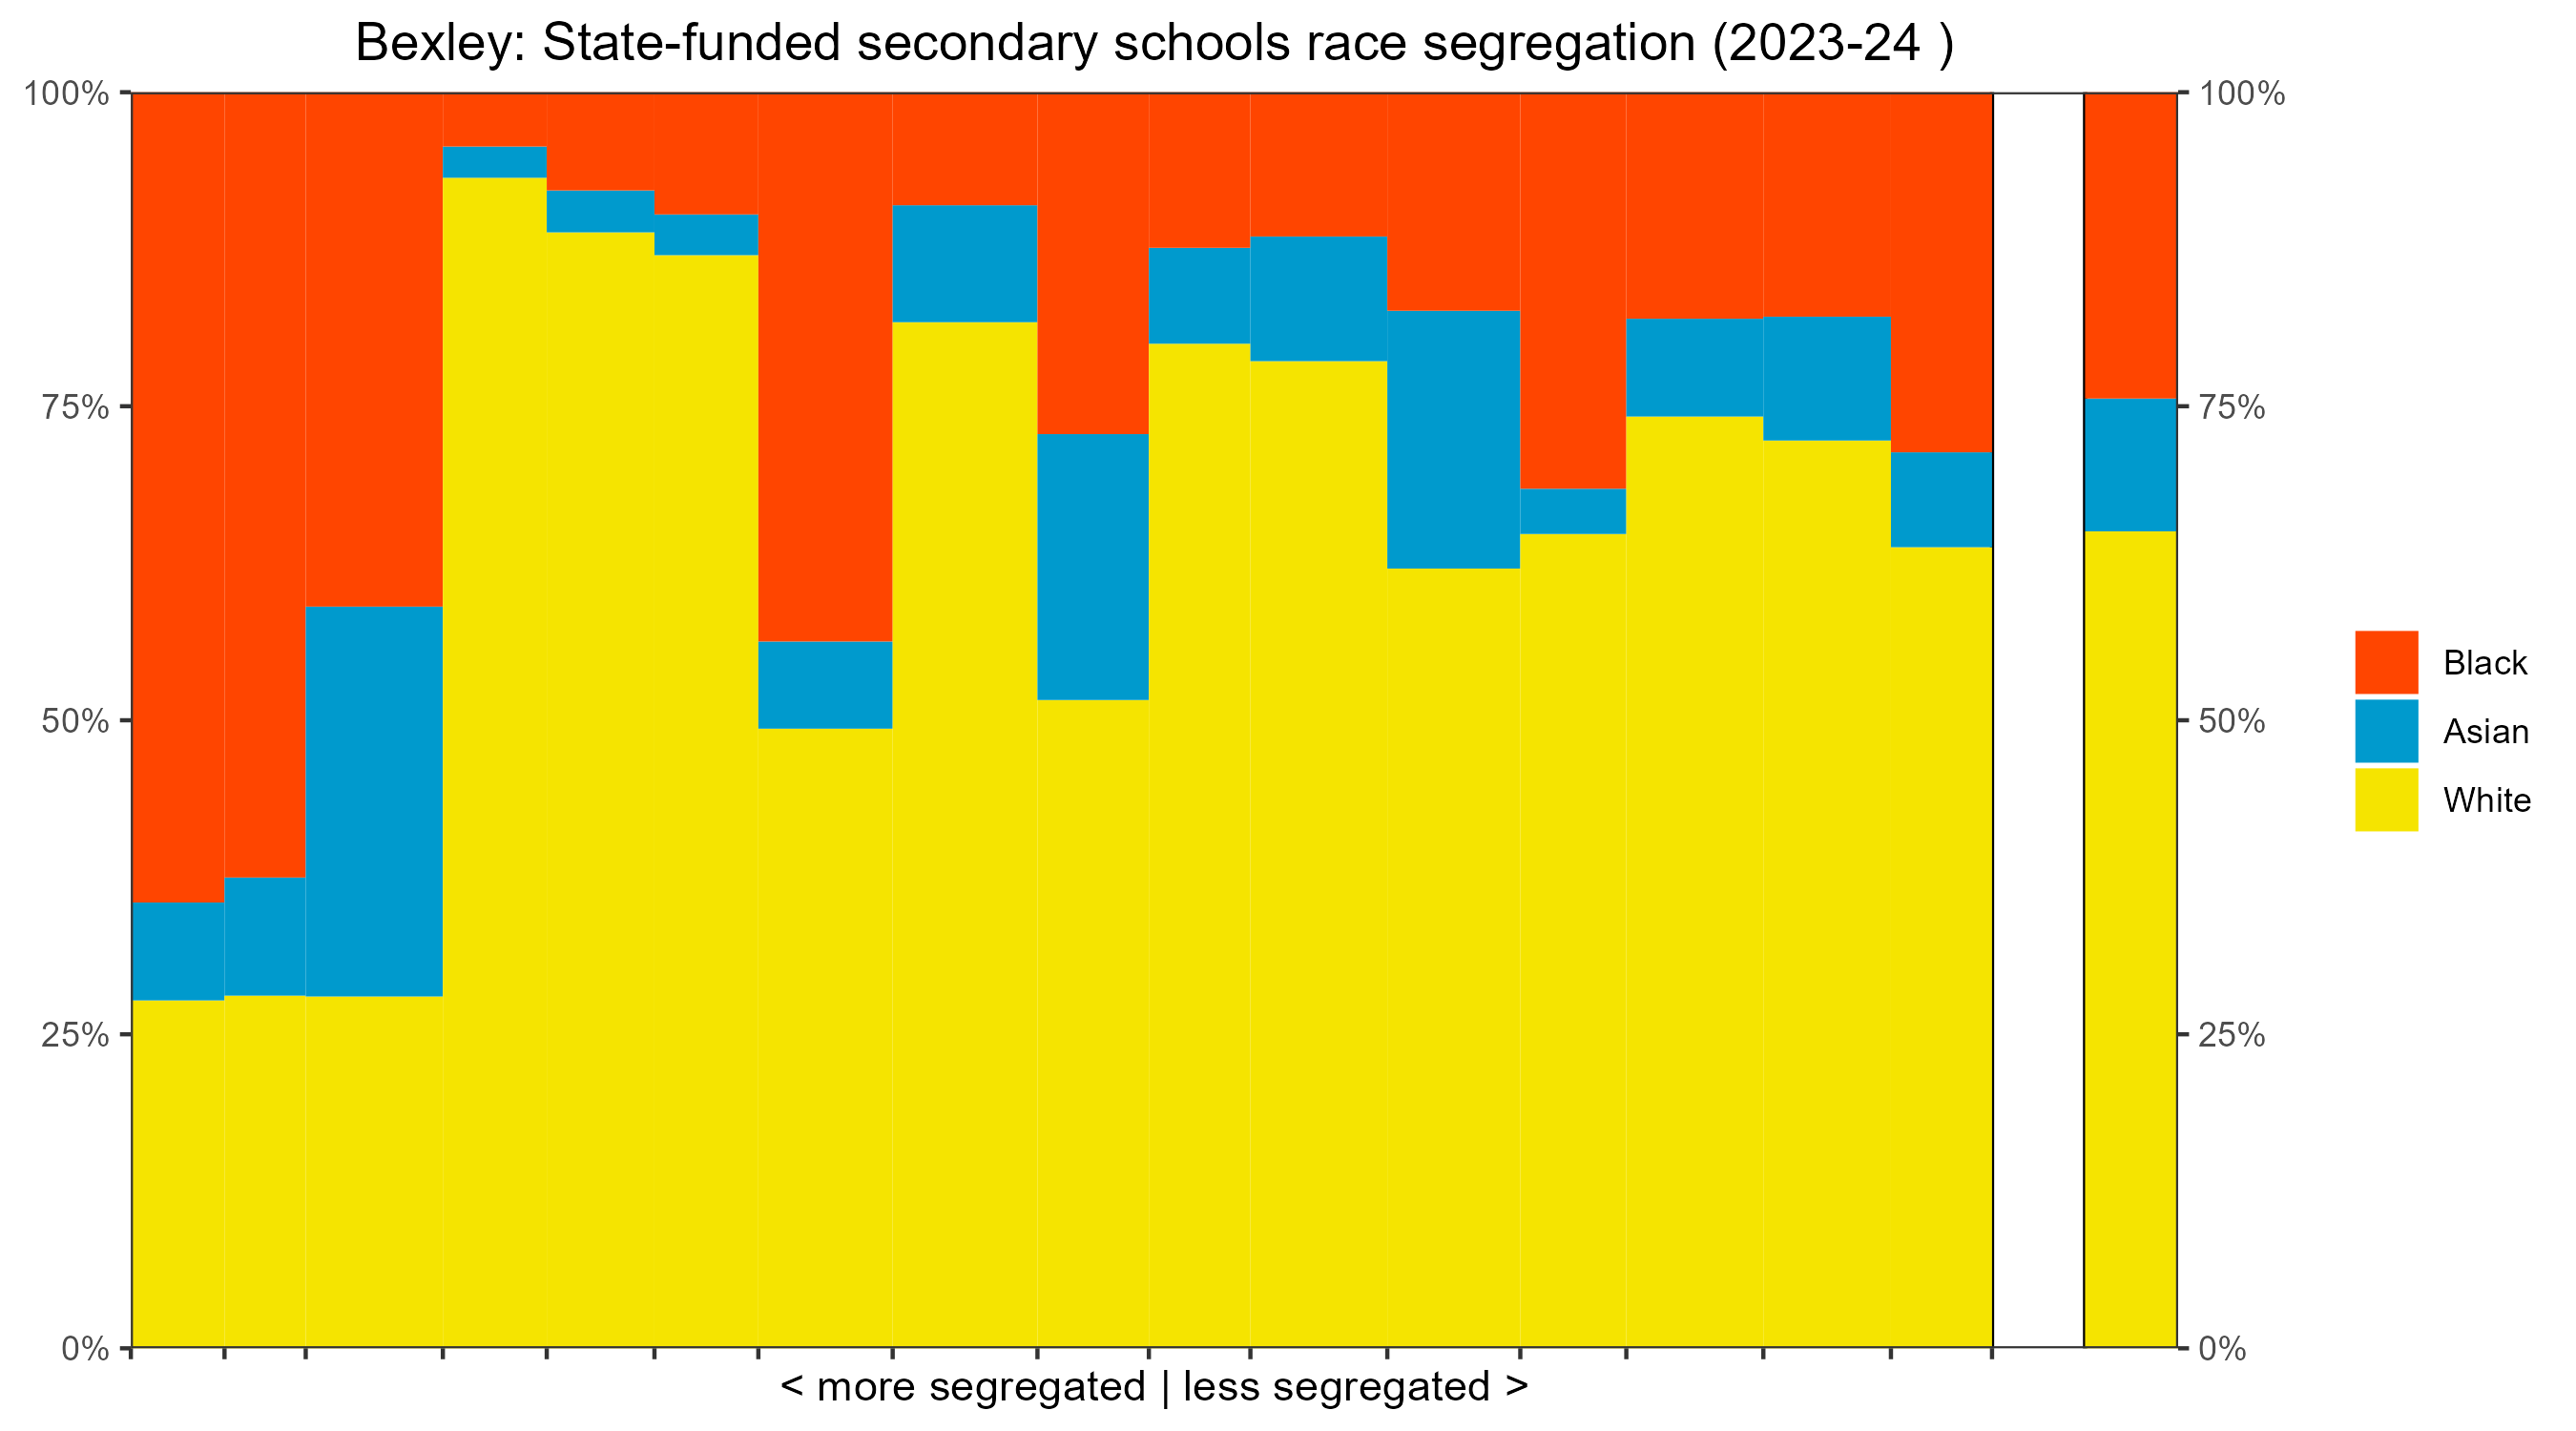 Bexley: State-funded secondary schools race segregation (2023-24 )
100%
75%
50%
25%
0%
100%
75%
50%
25%
0%
Black
Asian
White
< more segregated | less segregated >